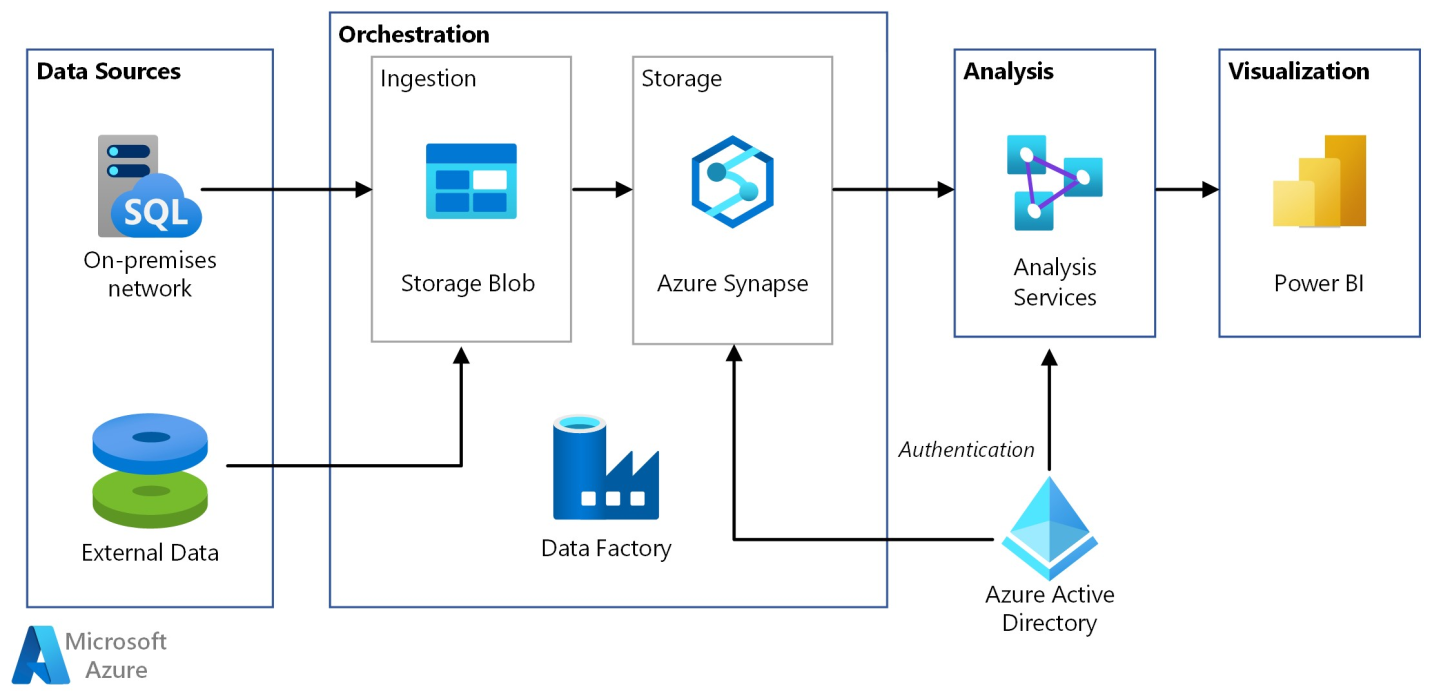 Orchestration
Data Sources
Ingestion
Storage
Analysis
Visualization
SQL
On-premises
network
Storage Blob
Azure Synapse
Analysis
Services
Power BI
Authentication
External Data
Data Factory
Azure Active
Directory
Microsoft
Azure